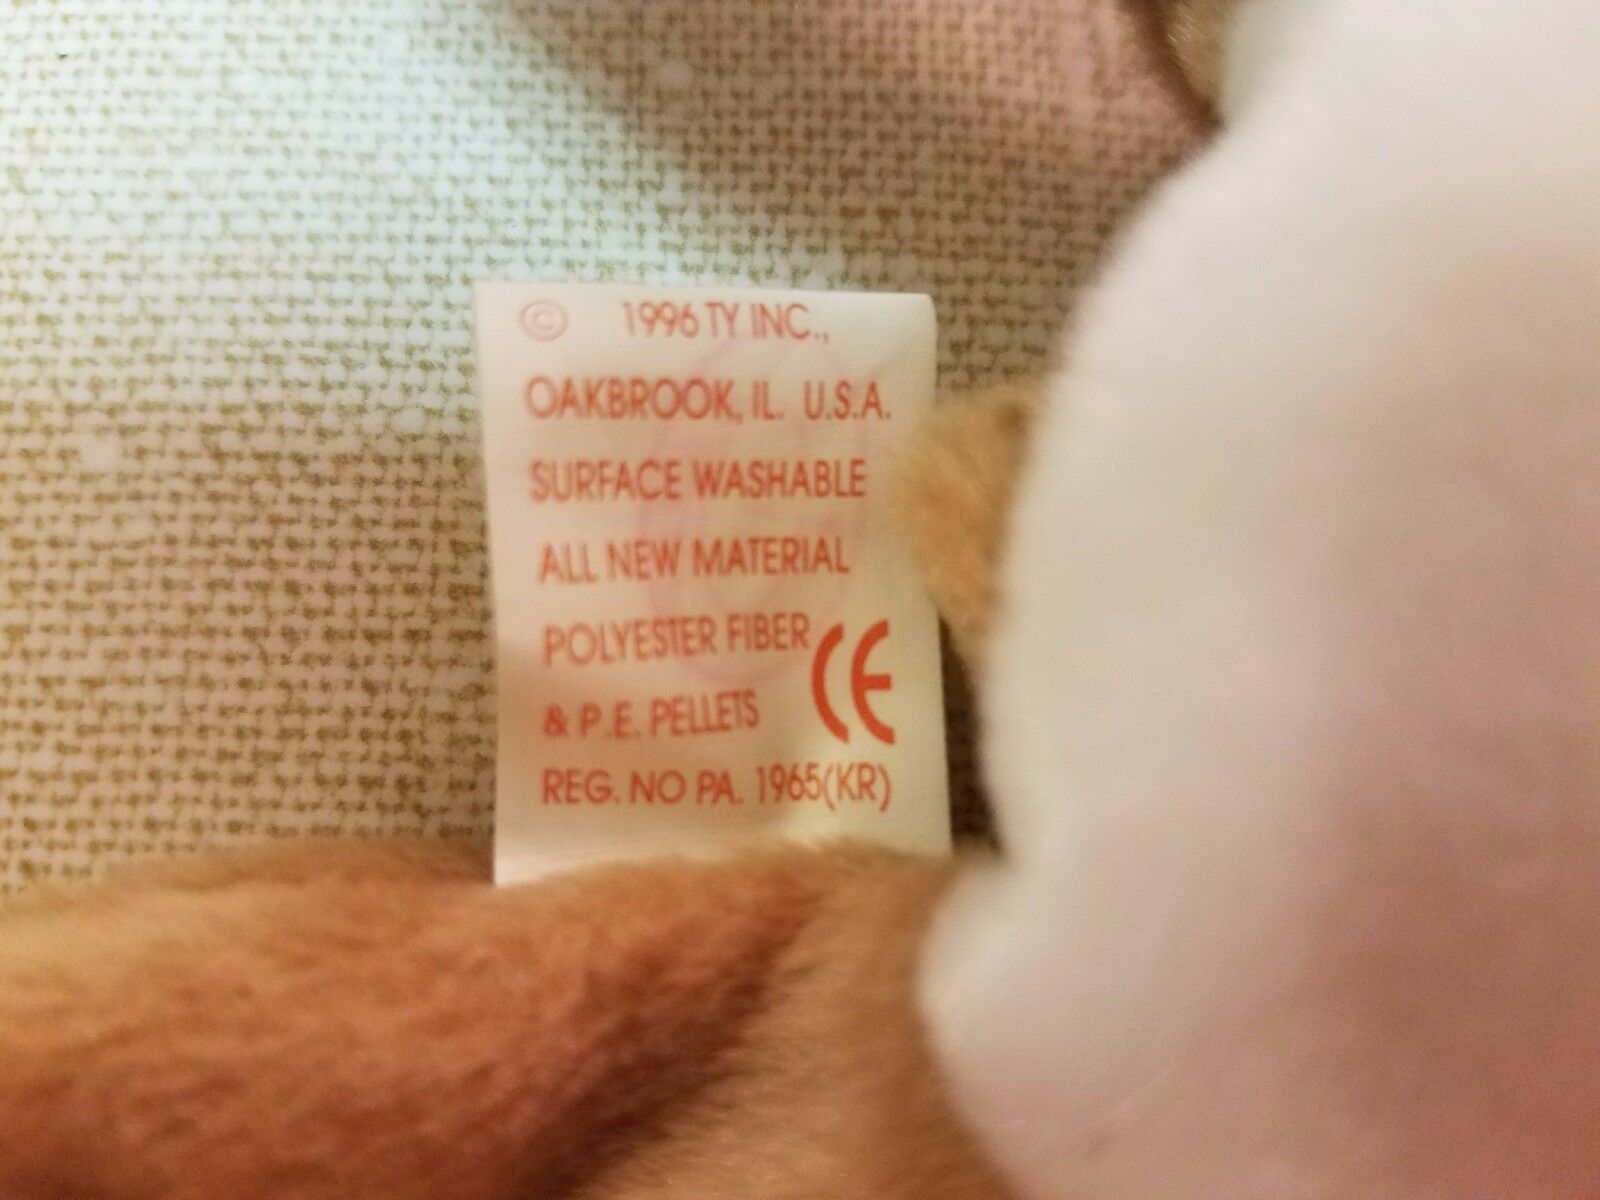 © 1996 TY INC.,
OAKBROOK, IL. U.S.A.
SURFACE WASHABLE
ALL NEW MATERIAL
POLYESTER FIBER
& P.E. PELLETS CE
REG. NO PA. 1965(KR)